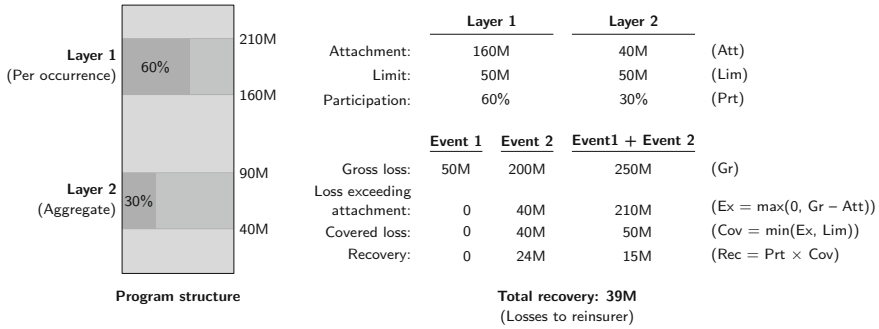 Layer 1
(Per occurrence)
60%
210M
160M
Layer 2
(Aggregate)
30%
90M
40M
Program structure
Layer 1 Layer 2
Attachment: 160M 40M (Att)
Limit: 50M 50M (Lim)
Participation: 60% 30% (Prt)
Event 1 Event 2 Event1 + Event 2
Gross loss: 50M 200M 250M (Gr)
Loss exceeding
attachment: 0 40M 210M (Ex = max(0, Gr − Att))
Covered loss: 0 40M 50M (Cov = min(Ex, Lim))
Recovery: 0 24M 15M (Rec = Prt × Cov)
Total recovery: 39M
(Losses to reinsurer)